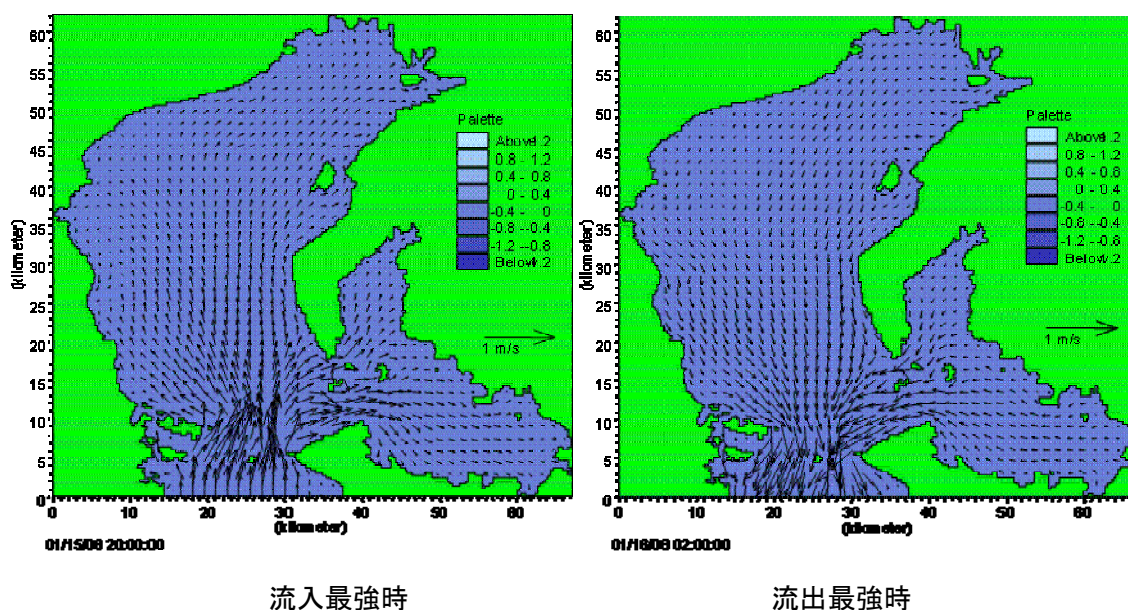 60
55
50
45
40
35
30
25
20
15
10
5
0
(kilometer)
Palette
Above1.2
0.8 - 1.2
0.4 - 0.8
0 - 0.4
-0.4 - 0
-0.8 - -0.4
-1.2 - -0.8
Below-1.2
1 m/s
0 10 20 30 40 50 60
(kilometer)
01/15/06 20:00:00
流入最強時
60
55
50
45
40
35
30
25
20
15
10
5
0
(kilometer)
Palette
Above1.2
0.8 - 1.2
0.4 - 0.8
0 - 0.4
-0.4 - 0
-0.8 - -0.4
-1.2 - -0.8
Below-1.2
1 m/s
0 10 20 30 40 50 60
(kilometer)
01/16/06 02:00:00
流出最強時